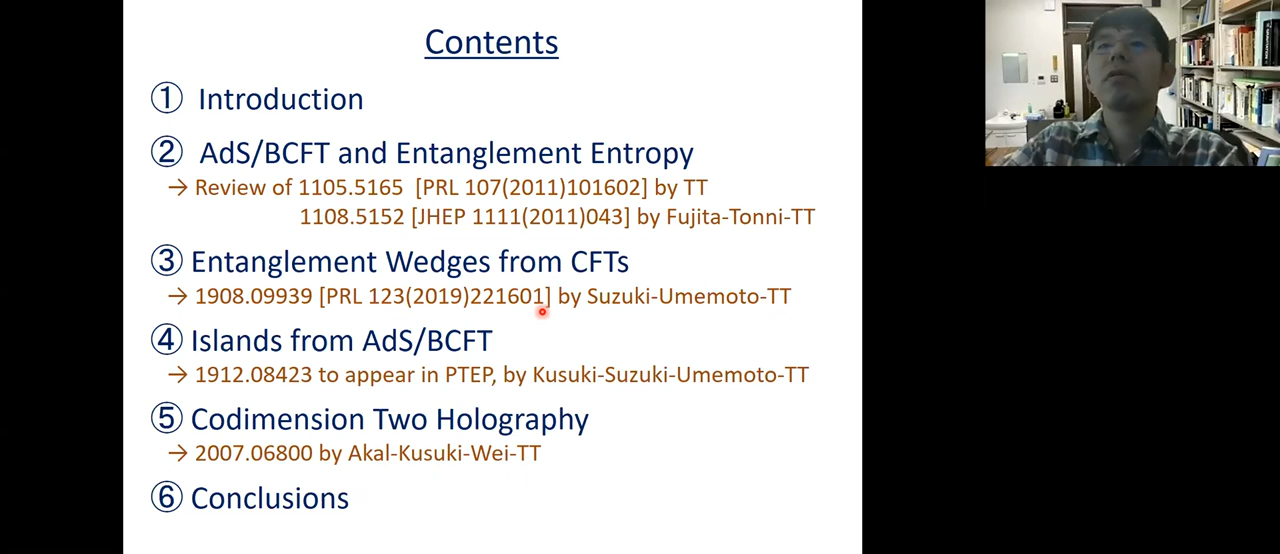 Contents
① Introduction
② AdS/BCFT and Entanglement Entropy
→ Review of 1105.5165 [PRL 107(2011)101602] by TT
1108.5152 [JHEP 1111(2011)043] by Fujita-Tonni-TT
③ Entanglement Wedges from CFTs
→ 1908.09939 [PRL 123(2019)221601] by Suzuki-Umemoto-TT
④ Islands from AdS/BCFT
→ 1912.08423 to appear in PTEP, by Kusuki-Suzuki-Umemoto-TT
⑤ Codimension Two Holography
→ 2007.06800 by Akal-Kusuki-Wei-TT
⑥ Conclusions